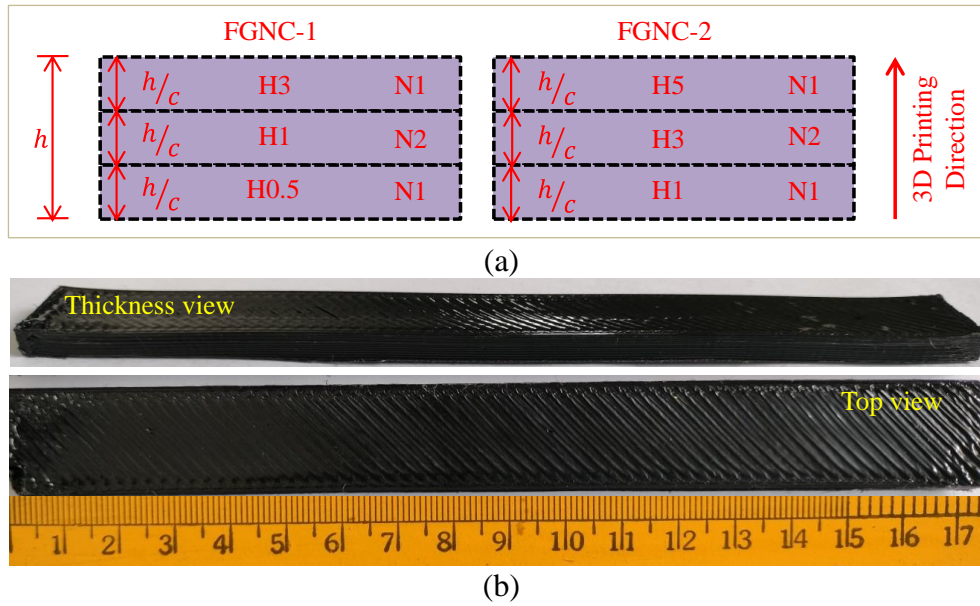 FGNC-1
FGNC-2
h
h/c H3 N1
h/c H1 N2
h/c H0.5 N1
h/c H5 N1
h/c H3 N2
h/c H1 N1
3D Printing
Direction
(a)
Thickness view
Top view
1 2 3 4 5 6 7 8 9 10 11 12 13 14 15 16 17
(b)